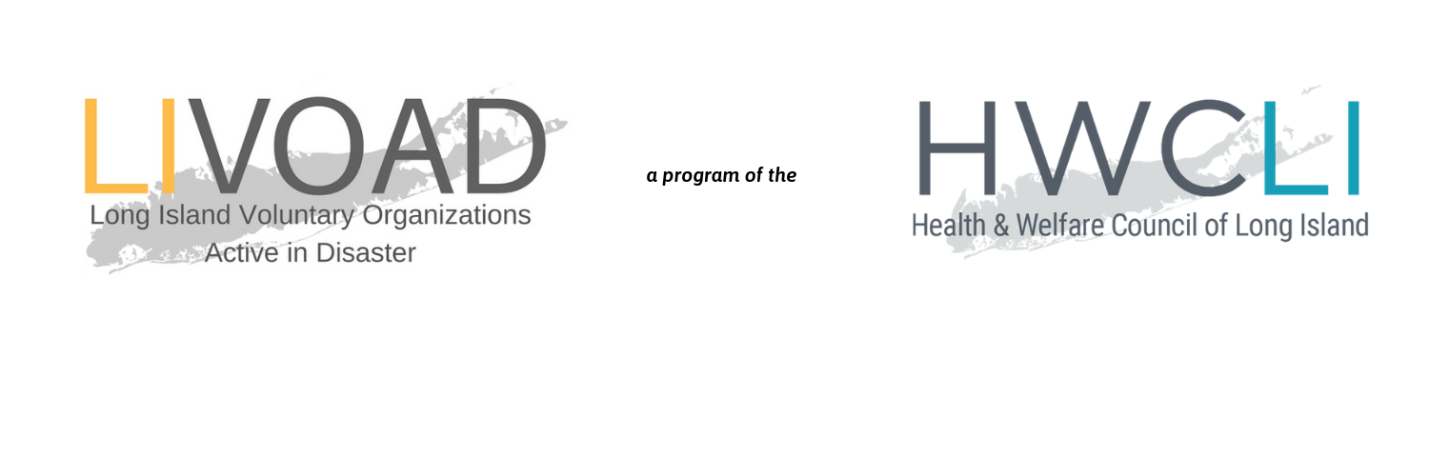 LIVOAD
Long Island Voluntary Organizations
Active in Disaster
a program of the
HWCLI
Health & Welfare Council of Long Island